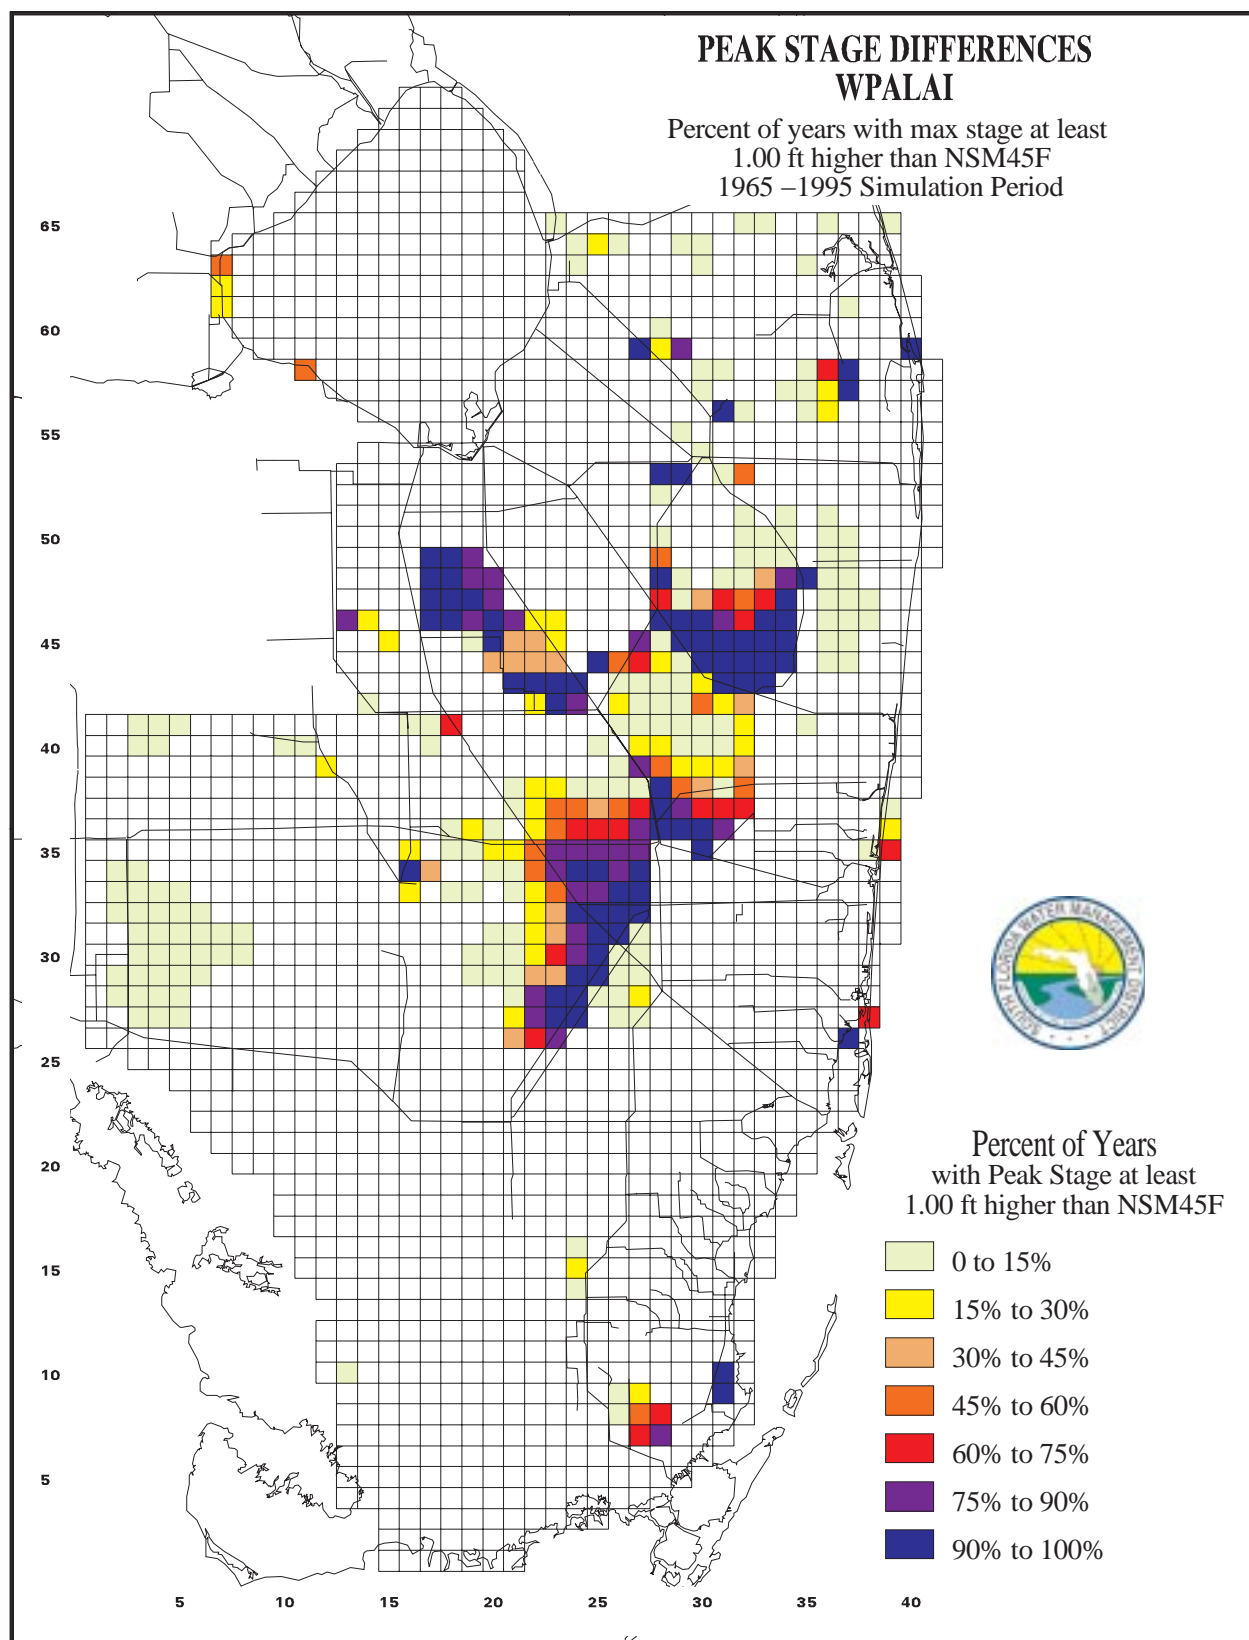 PEAK STAGE DIFFERENCES
WPALAI
Percent of years with max stage at least
1.00 ft higher than NSM45F
1965 –1995 Simulation Period
65
60
55
50
45
40
35
30
25
20
15
10
5
5 10 15 20 25 30 35 40
SOUTH FLORIDA WATER MANAGEMENT DISTRICT
Percent of Years
with Peak Stage at least
1.00 ft higher than NSM45F
0 to 15%
15% to 30%
30% to 45%
45% to 60%
60% to 75%
75% to 90%
90% to 100%
“